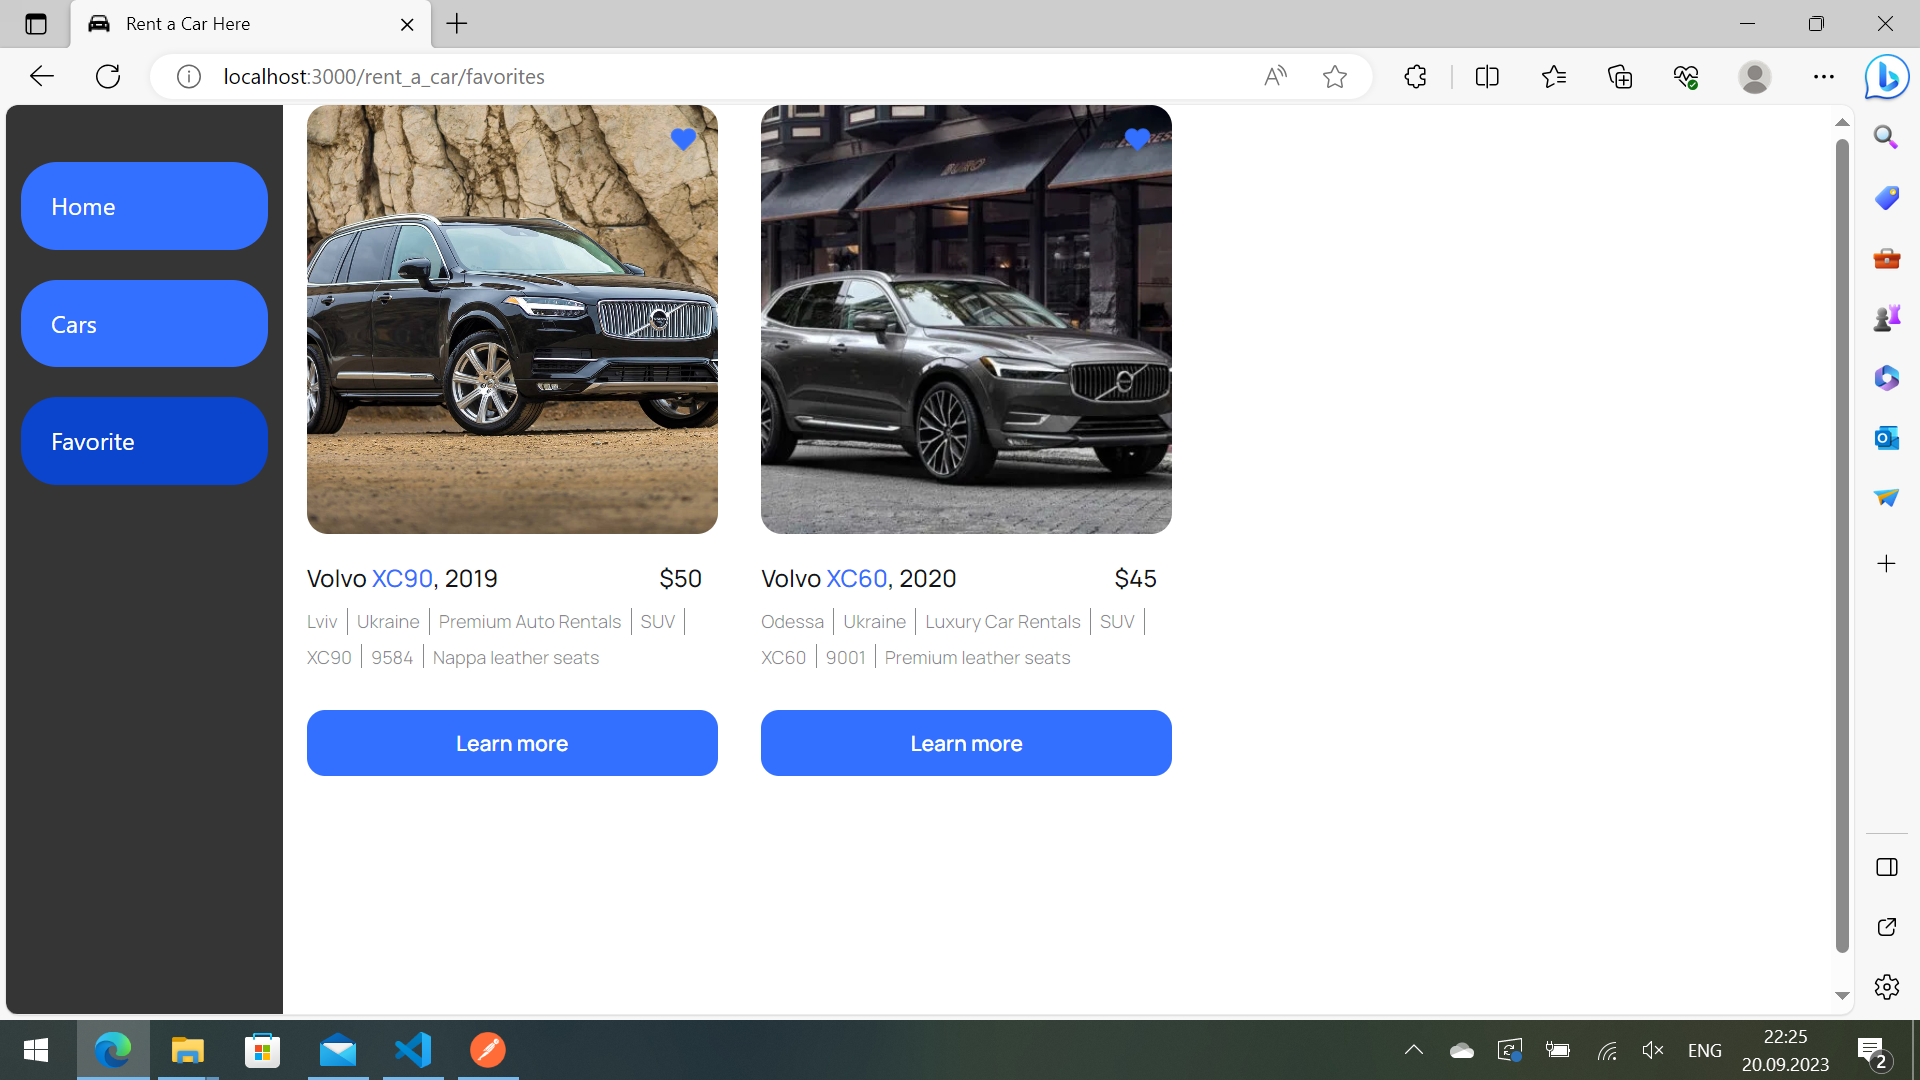 Rent a Car Here
localhost:3000/rent_a_car/favorites
Home
Cars
Favorite
Volvo XC90, 2019 $50
Lviv Ukraine Premium Auto Rentals SUV
XC90 9584 Nappa leather seats
Learn more
Volvo XC60, 2020 $45
Odessa Ukraine Luxury Car Rentals SUV
XC60 9001 Premium leather seats
Learn more
ENG
22:25
20.09.2023
2